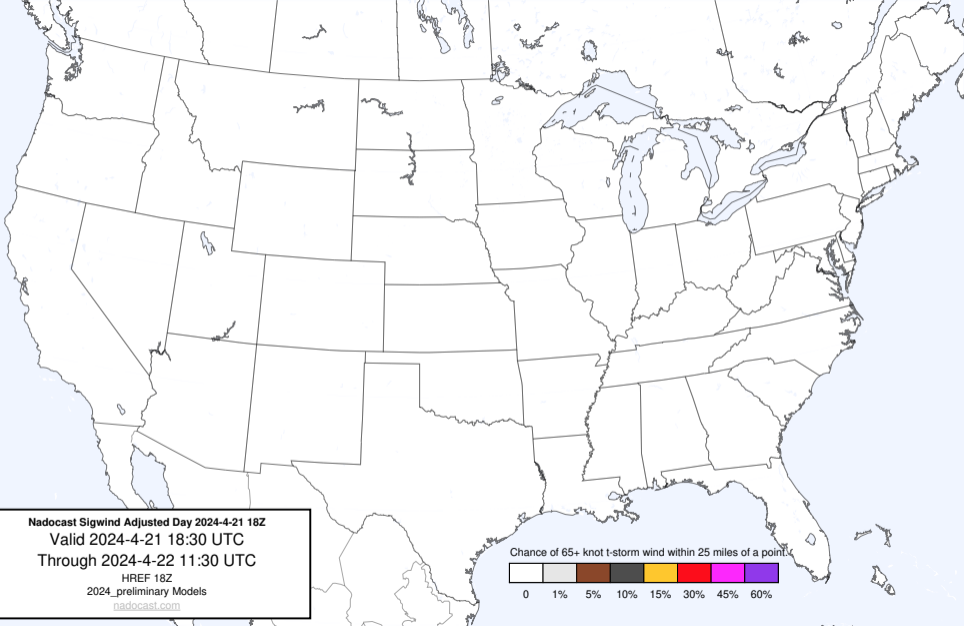 Nadocast Sigwind Adjusted Day 2024-4-21 18Z
Valid 2024-4-21 18:30 UTC
Through 2024-4-22 11:30 UTC
HREF 18Z
2024_preliminary Models
nadocast.com
Chance of 65+ knot t-storm wind within 25 miles of a point.
0 1% 5% 10% 15% 30% 45% 60%